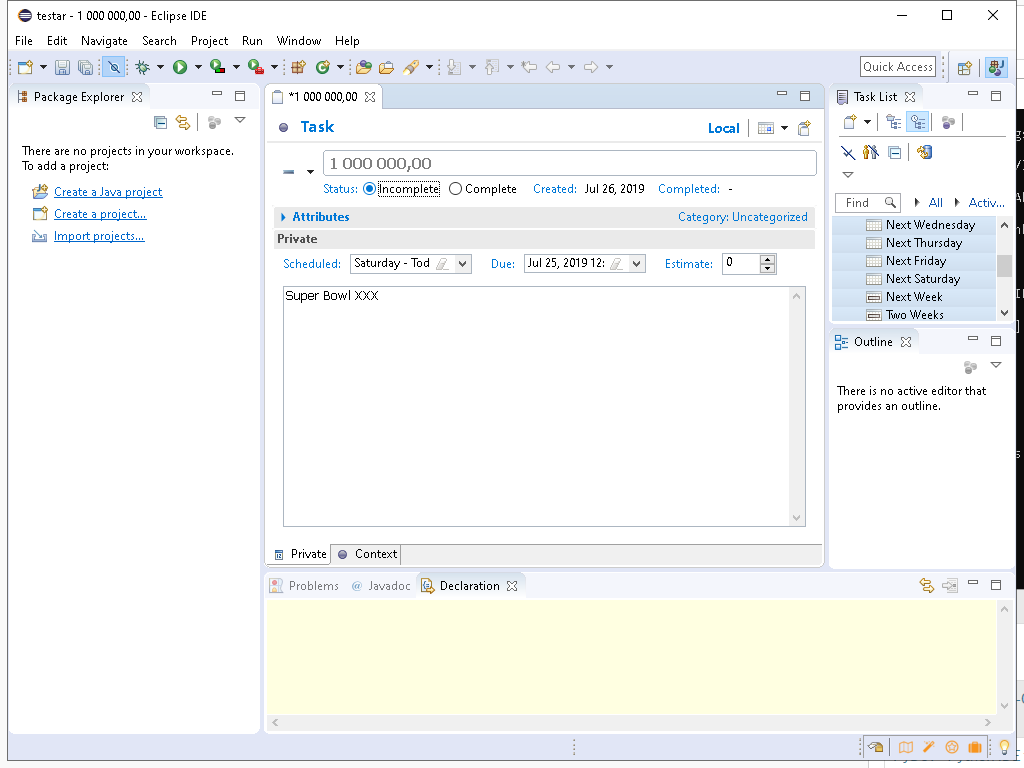 testar - 1 000 000,00 - Eclipse IDE
File Edit Navigate Search Project Run Window Help
Quick Access
Package Explorer
There are no projects in your workspace.
To add a project:
Create a Java project
Create a project...
Import projects...
*1 000 000,00
Task
Local
1 000 000,00
Status: Incomplete Complete Created: Jul 26, 2019 Completed: -
Attributes
Category: Uncategorized
Private
Scheduled: Saturday - Tod Due: Jul 25, 2019 12: Estimate: 0
Super Bowl XXX
Private Context
Problems @ Javadoc Declaration
Task List
Find All Activ...
Next Wednesday
Next Thursday
Next Friday
Next Saturday
Next Week
Two Weeks
Outline
There is no active editor that
provides an outline.